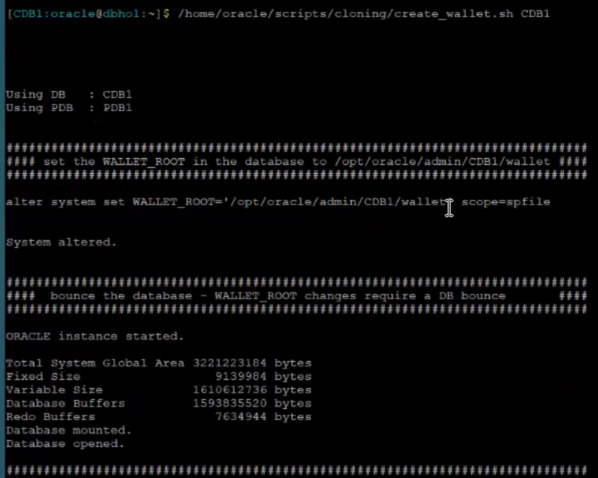 [CDB1:oracle@dbhol:~]$ /home/oracle/scripts/cloning/create_wallet.sh CDB1
Using DB   : CDB1
Using PDB  : PDB1
##############################################################################
#### set the WALLET_ROOT in the database to /opt/oracle/admin/CDB1/wallet ####
##############################################################################
alter system set WALLET_ROOT='/opt/oracle/admin/CDB1/wallet' scope=spfile
System altered.
##############################################################################
####  bounce the database - WALLET_ROOT changes require a DB bounce       ####
##############################################################################
ORACLE instance started.
Total System Global Area 3221223184 bytes
Fixed Size                  9139984 bytes
Variable Size            1610612736 bytes
Database Buffers         1593835520 bytes
Redo Buffers                7634944 bytes
Database mounted.
Database opened.
##############################################################################